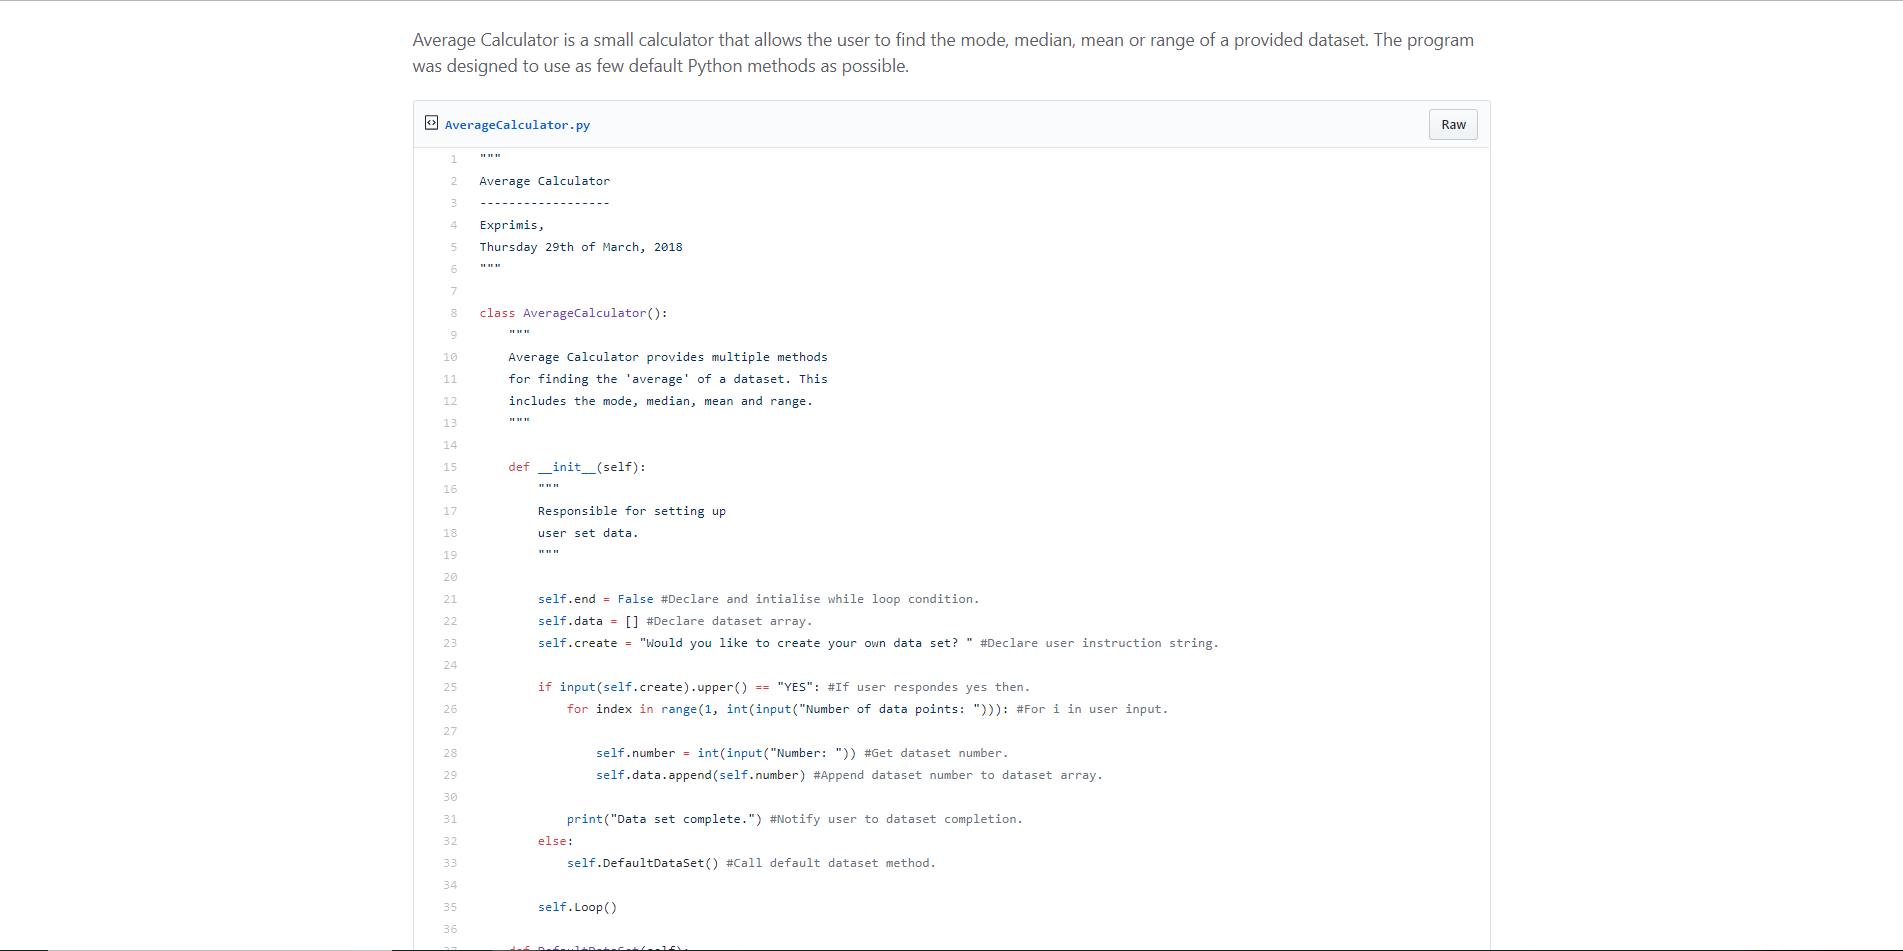 Average Calculator is a small calculator that allows the user to find the mode, median, mean or range of a provided dataset. The program
was designed to use as few default Python methods as possible.
AverageCalculator.py
Raw
1 """
2 Average Calculator
3 ------------------
4 Exprimis,
5 Thursday 29th of March, 2018
6 """
7
8 class AverageCalculator():
9 """
10 Average Calculator provides multiple methods
11 for finding the 'average' of a dataset. This
12 includes the mode, median, mean and range.
13 """
14
15 def __init__(self):
16 """
17 Responsible for setting up
18 user set data.
19 """
20
21 self.end = False #Declare and intialise while loop condition.
22 self.data = [] #Declare dataset array.
23 self.create = "Would you like to create your own data set? " #Declare user instruction string.
24
25 if input(self.create).upper() == "YES": #If user respondes yes then.
26 for index in range(1, int(input("Number of data points: "))): #For i in user input.
27
28 self.number = int(input("Number: ")) #Get dataset number.
29 self.data.append(self.number) #Append dataset number to dataset array.
30
31 print("Data set complete.") #Notify user to dataset completion.
32 else:
33 self.DefaultDataSet() #Call default dataset method.
34
35 self.Loop()
36
37 def DefaultDataSet(self):